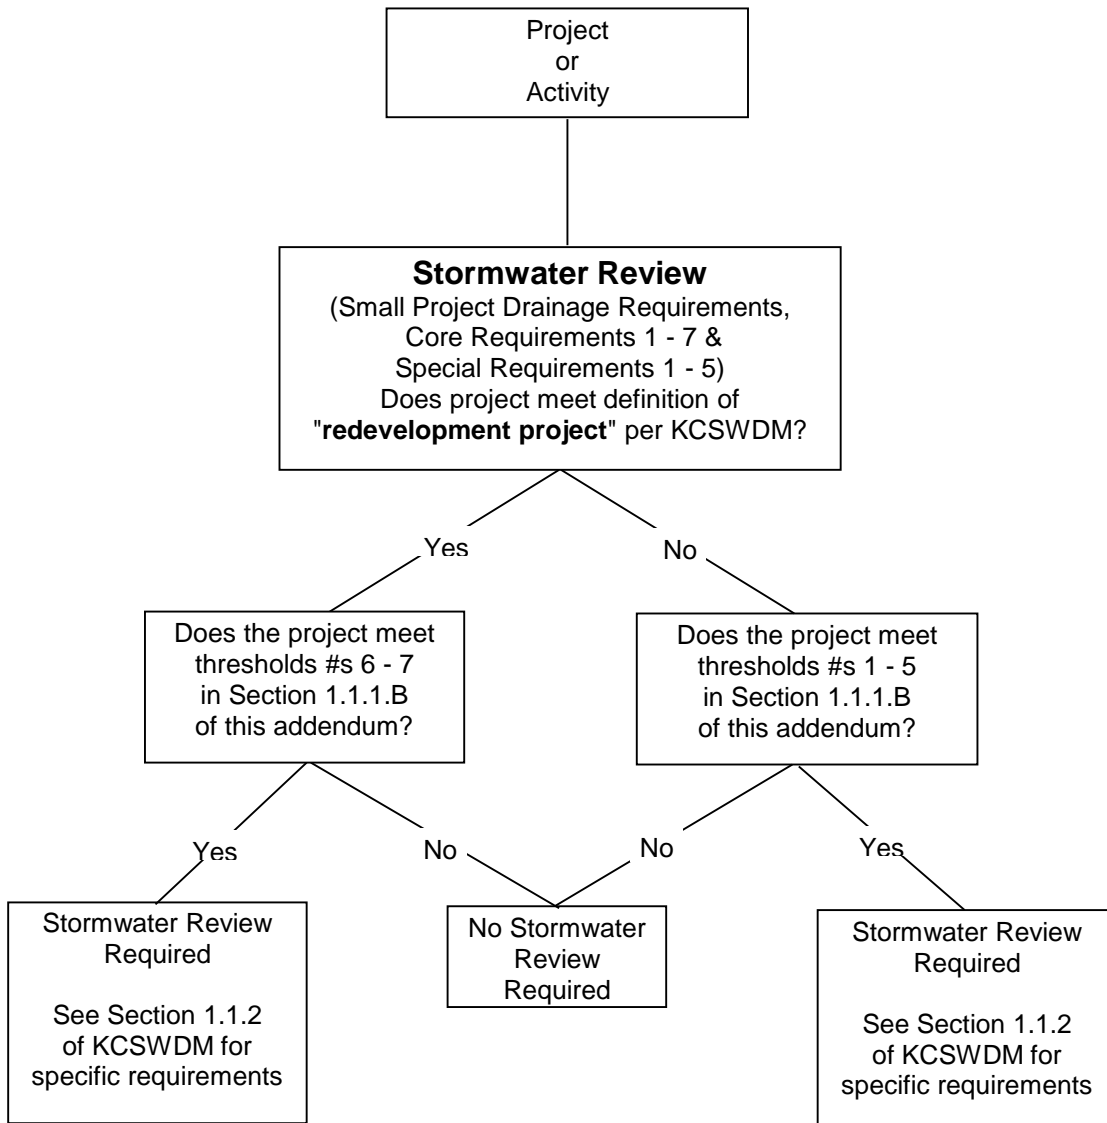 Project
or
Activity
Stormwater Review
(Small Project Drainage Requirements,
Core Requirements 1 - 7 &
Special Requirements 1 - 5)
Does project meet definition of
"redevelopment project" per KCSWDM?
Yes
No
Does the project meet
thresholds #s 6 - 7
in Section 1.1.1.B
of this addendum?
Does the project meet
thresholds #s 1 - 5
in Section 1.1.1.B
of this addendum?
Yes
No
No
Yes
Stormwater Review
Required
See Section 1.1.2
of KCSWDM for
specific requirements
No Stormwater
Review
Required
Stormwater Review
Required
See Section 1.1.2
of KCSWDM for
specific requirements